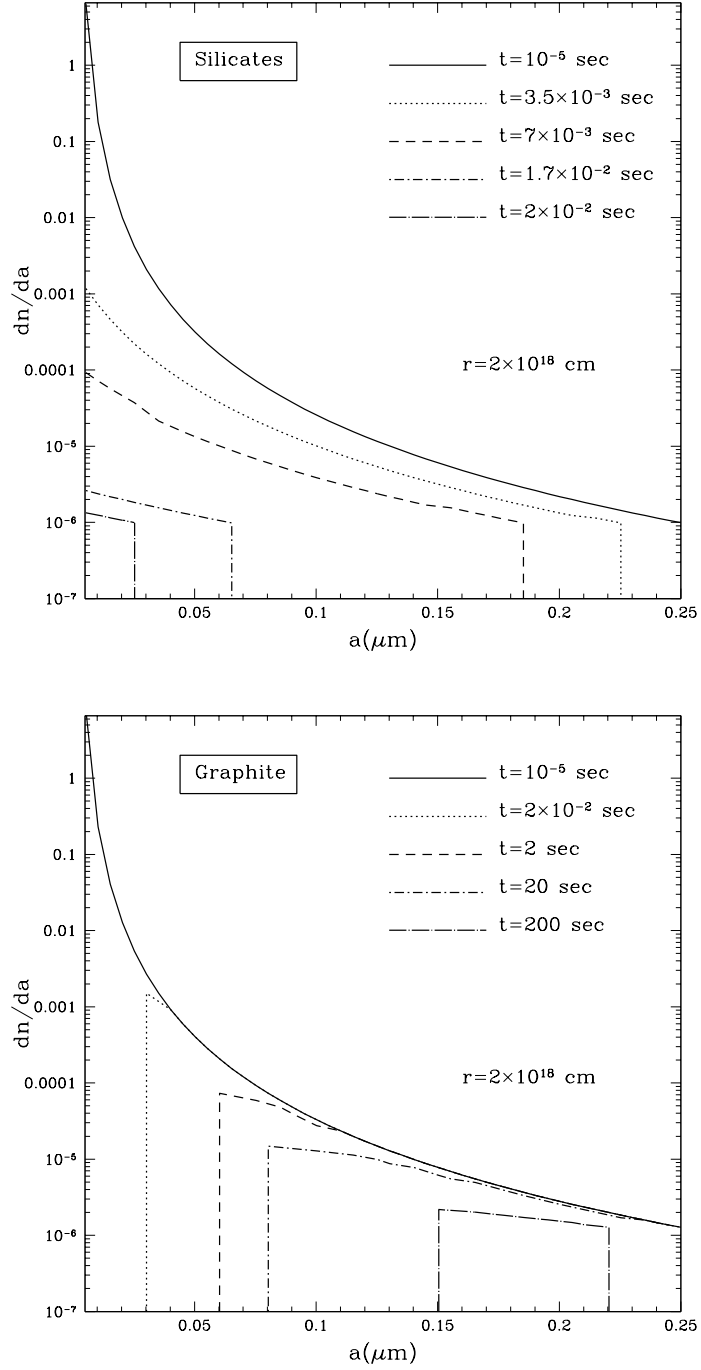 Silicates
t=10⁻⁵ sec
t=3.5×10⁻³ sec
t=7×10⁻³ sec
t=1.7×10⁻² sec
t=2×10⁻² sec
r=2×10¹⁸ cm
dn/da
1
0.1
0.01
0.001
0.0001
10⁻⁵
10⁻⁶
10⁻⁷
0.05 0.1 0.15 0.2 0.25
a(μm)
Graphite
t=10⁻⁵ sec
t=2×10⁻² sec
t=2 sec
t=20 sec
t=200 sec
r=2×10¹⁸ cm
dn/da
1
0.1
0.01
0.001
0.0001
10⁻⁵
10⁻⁶
10⁻⁷
0.05 0.1 0.15 0.2 0.25
a(μm)